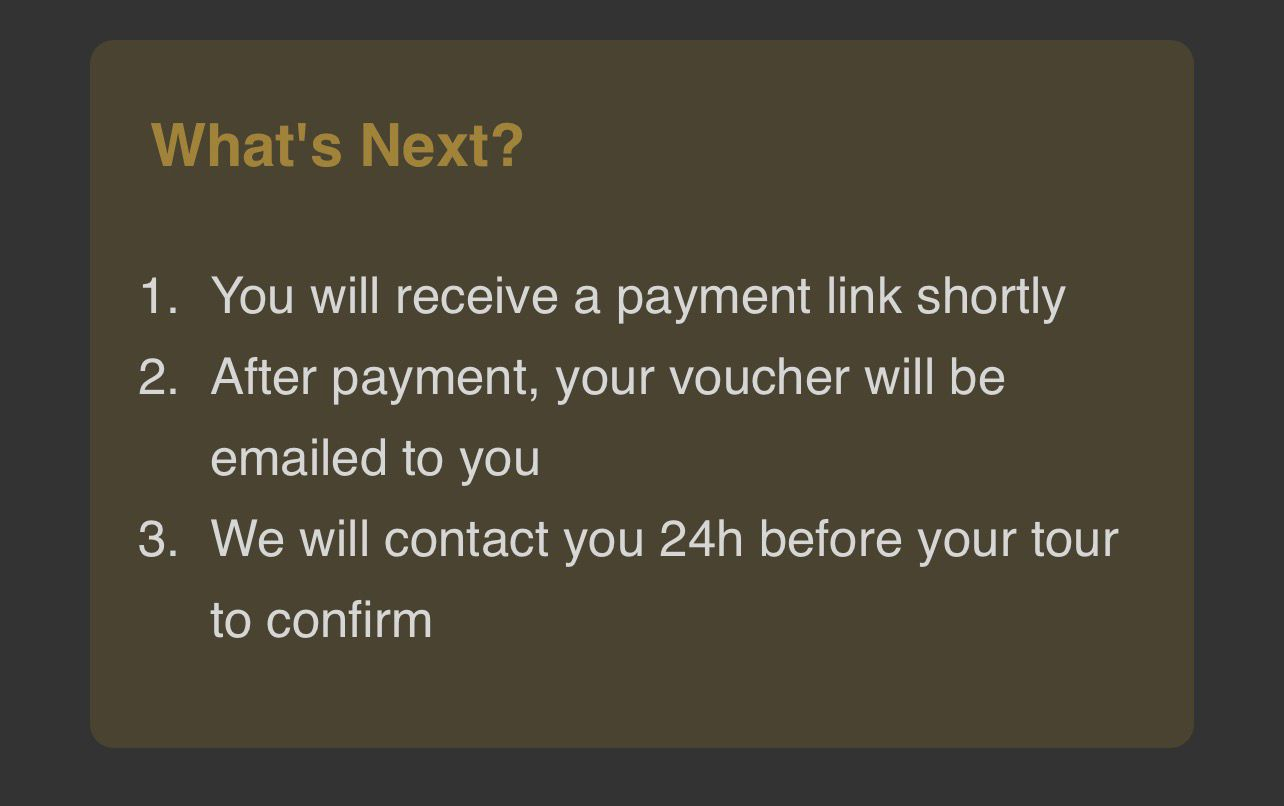 What's Next?
1. You will receive a payment link shortly
2. After payment, your voucher will be
emailed to you
3. We will contact you 24h before your tour
to confirm